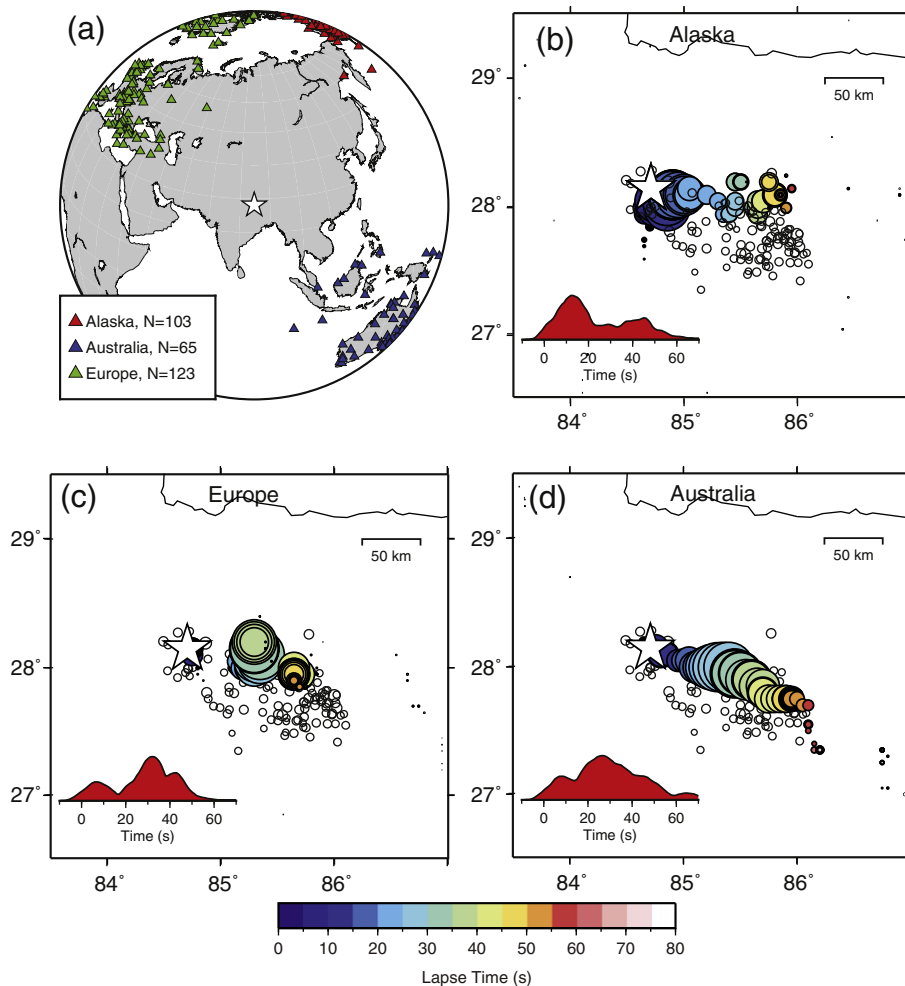 (a)
Alaska, N=103
Australia, N=65
Europe, N=123
(b)
Alaska
50 km
29°
28°
27°
0 20 40 60
Time (s)
84° 85° 86°
(c)
Europe
50 km
29°
28°
27°
0 20 40 60
Time (s)
84° 85° 86°
(d)
Australia
50 km
29°
28°
27°
0 20 40 60
Time (s)
84° 85° 86°
0 10 20 30 40 50 60 70 80
Lapse Time (s)